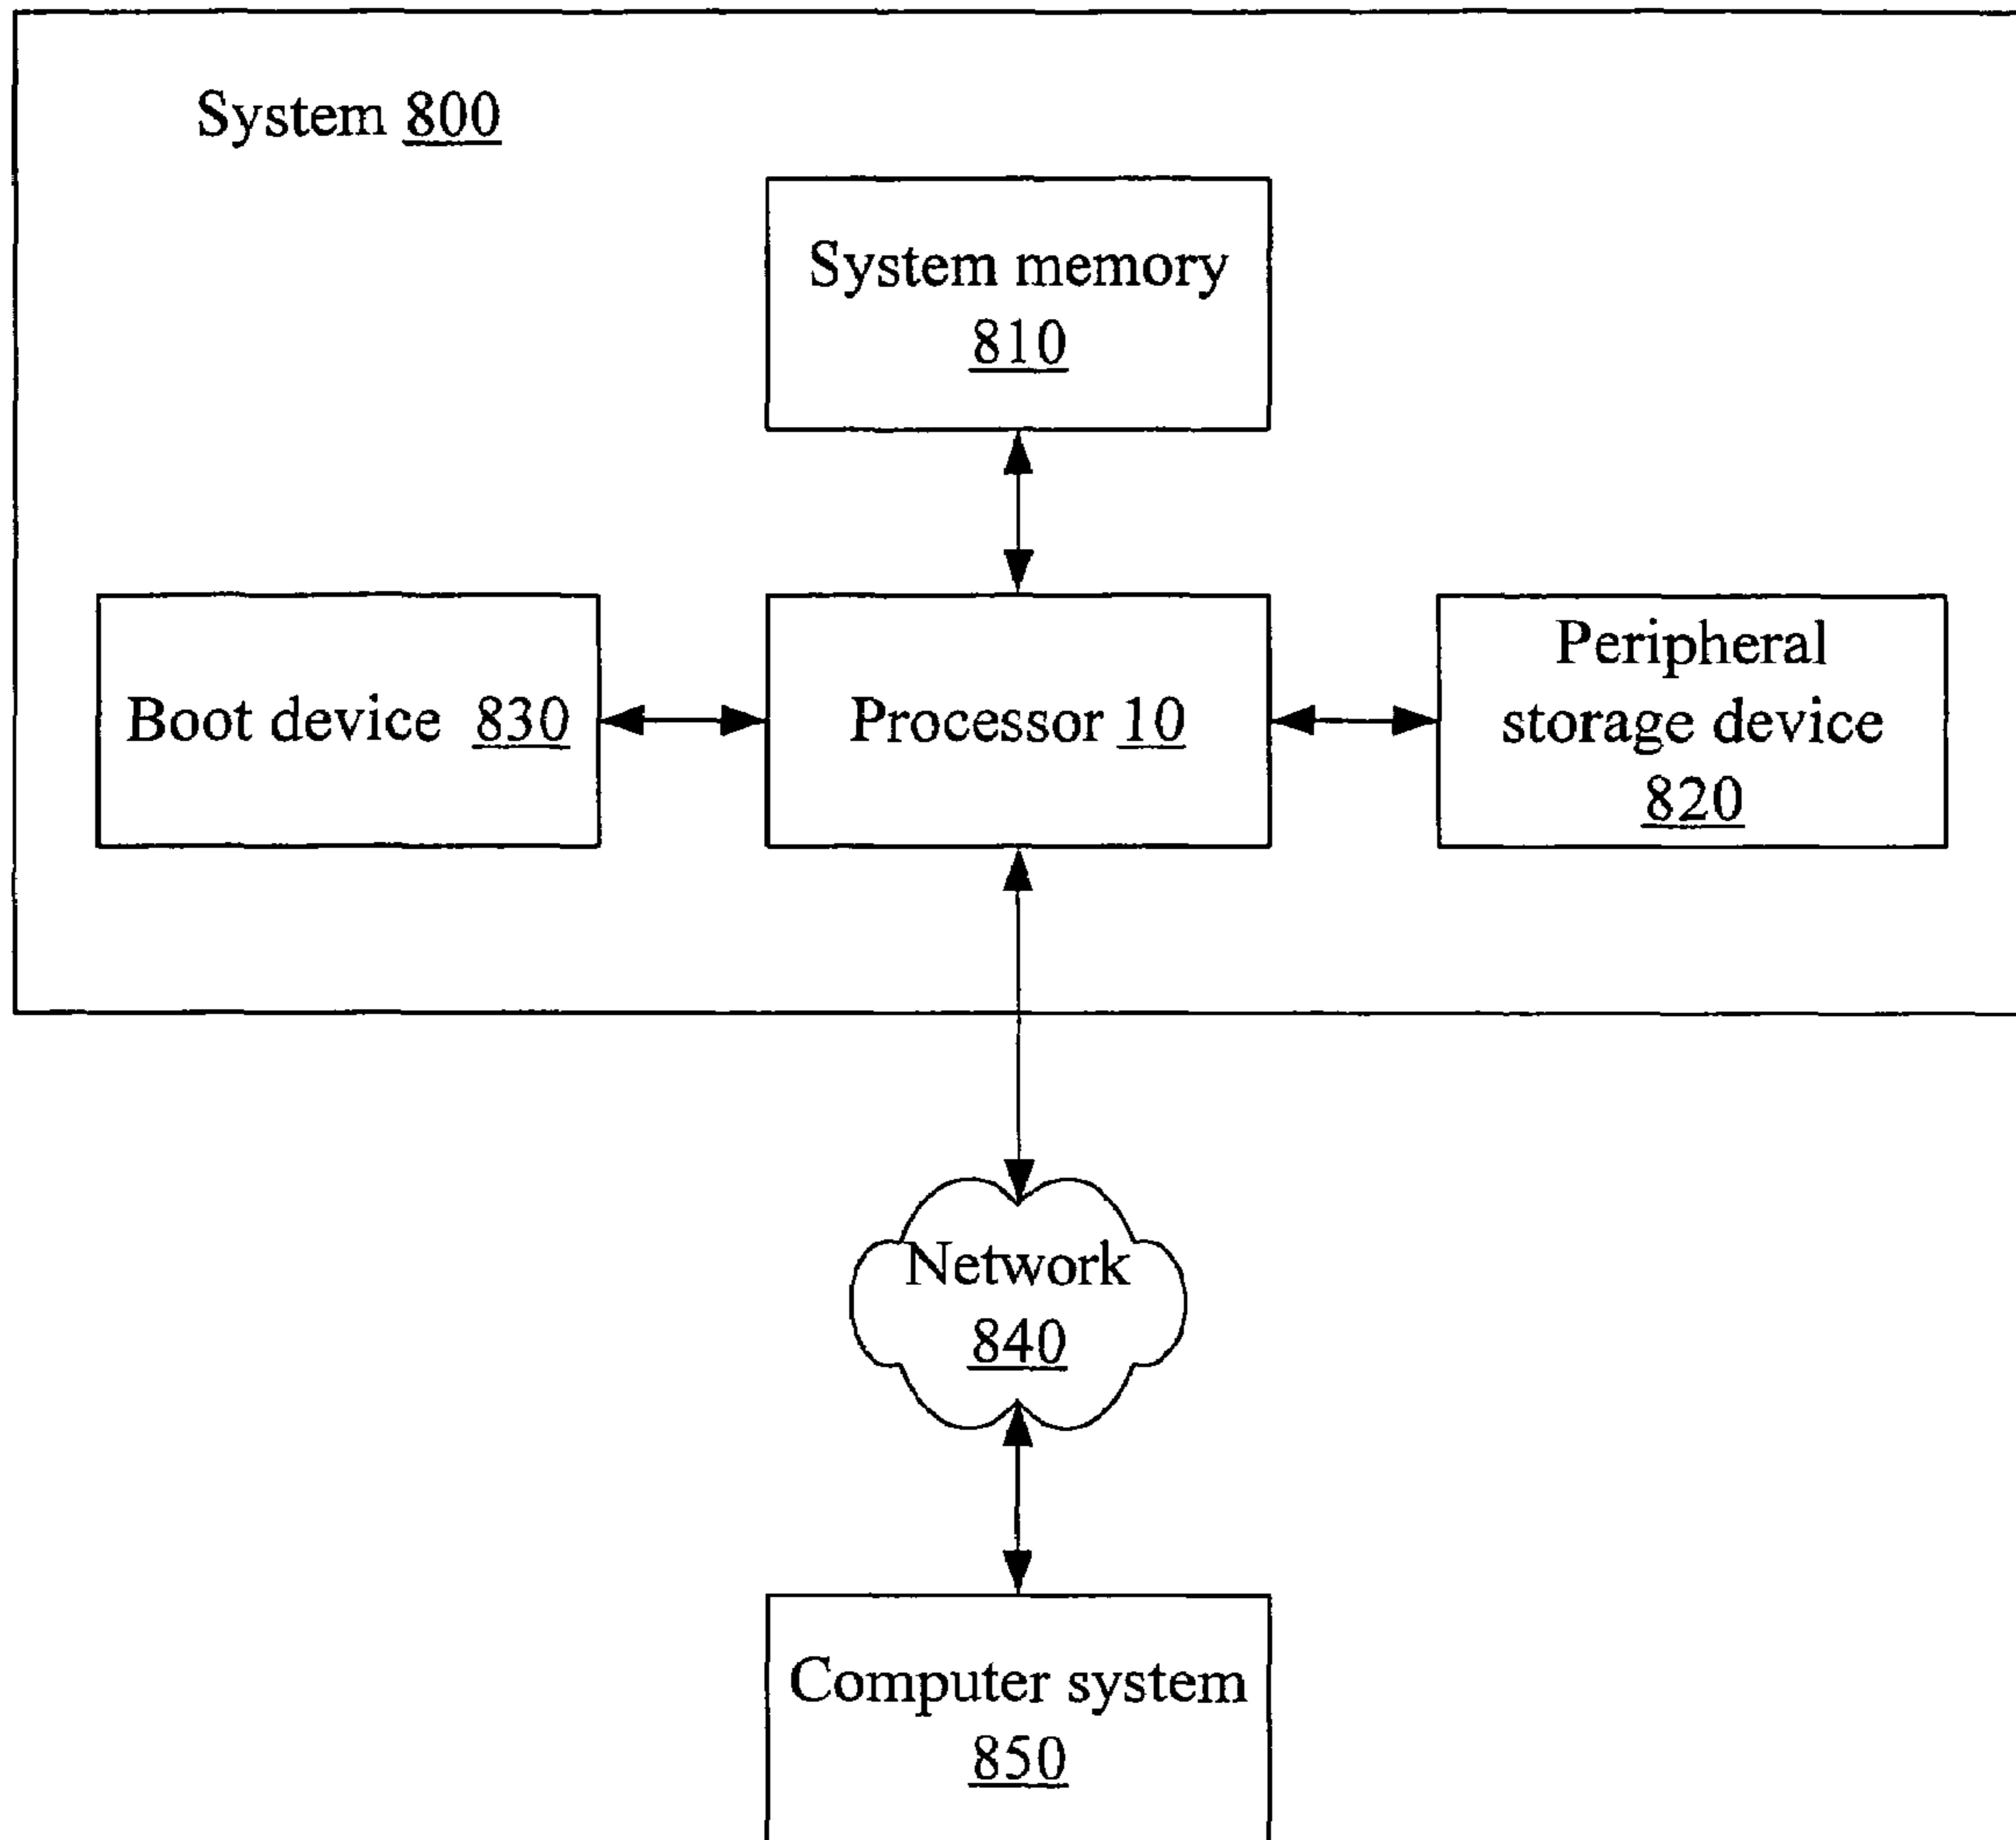 System 800
System memory
810
Boot device 830
Processor 10
Peripheral
storage device
820
Network
840
Computer system
850